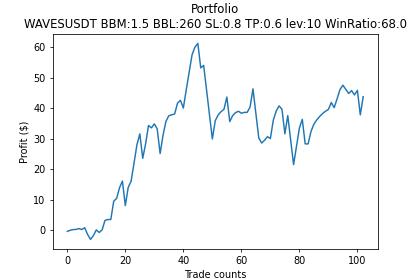 Portfolio
WAVESUSDT BBM:1.5 BBL:260 SL:0.8 TP:0.6 lev:10 WinRatio:68.0
60
50
40
30
20
10
0
Profit ($)
0 20 40 60 80 100
Trade counts